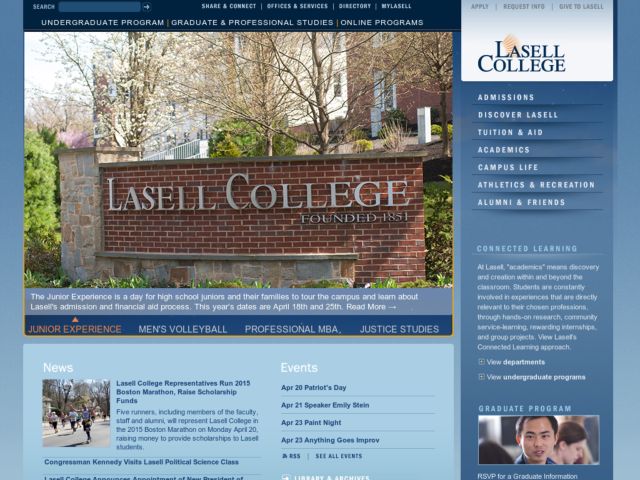 SEARCH
SHARE & CONNECT | OFFICES & SERVICES | DIRECTORY | MYLASELL
APPLY | REQUEST INFO | GIVE TO LASELL
UNDERGRADUATE PROGRAM | GRADUATE & PROFESSIONAL STUDIES | ONLINE PROGRAMS
LASELL
COLLEGE
ADMISSIONS
DISCOVER LASELL
TUITION & AID
ACADEMICS
CAMPUS LIFE
ATHLETICS & RECREATION
ALUMNI & FRIENDS
LASELL COLLEGE
FOUNDED 1851
The Junior Experience is a day for high school juniors and their families to tour the campus and learn about
Lasell's admission and financial aid process. This year's dates are April 18th and 25th. Read More →
JUNIOR EXPERIENCE MEN'S VOLLEYBALL PROFESSIONAL MBA, JUSTICE STUDIES
CONNECTED LEARNING
At Lasell, "academics" means discovery
and creation within and beyond the
classroom. Students are constantly
involved in experiences that are directly
relevant to their chosen professions,
through hands-on research, community
service-learning, rewarding internships,
and group projects. View Lasell's
Connected Learning approach.
View departments
View undergraduate programs
GRADUATE PROGRAM
RSVP for a Graduate Information
News
Lasell College Representatives Run 2015
Boston Marathon, Raise Scholarship
Funds
Five runners, including members of the faculty,
staff and alumni, will represent Lasell College in
the 2015 Boston Marathon on Monday April 20,
raising money to provide scholarships to Lasell
students.
Congressman Kennedy Visits Lasell Political Science Class
Lasell College Announces Appointment of New President of
Events
Apr 20 Patriot's Day
Apr 21 Speaker Emily Stein
Apr 23 Paint Night
Apr 23 Anything Goes Improv
RSS | SEE ALL EVENTS
LIBRARY & ARCHIVES